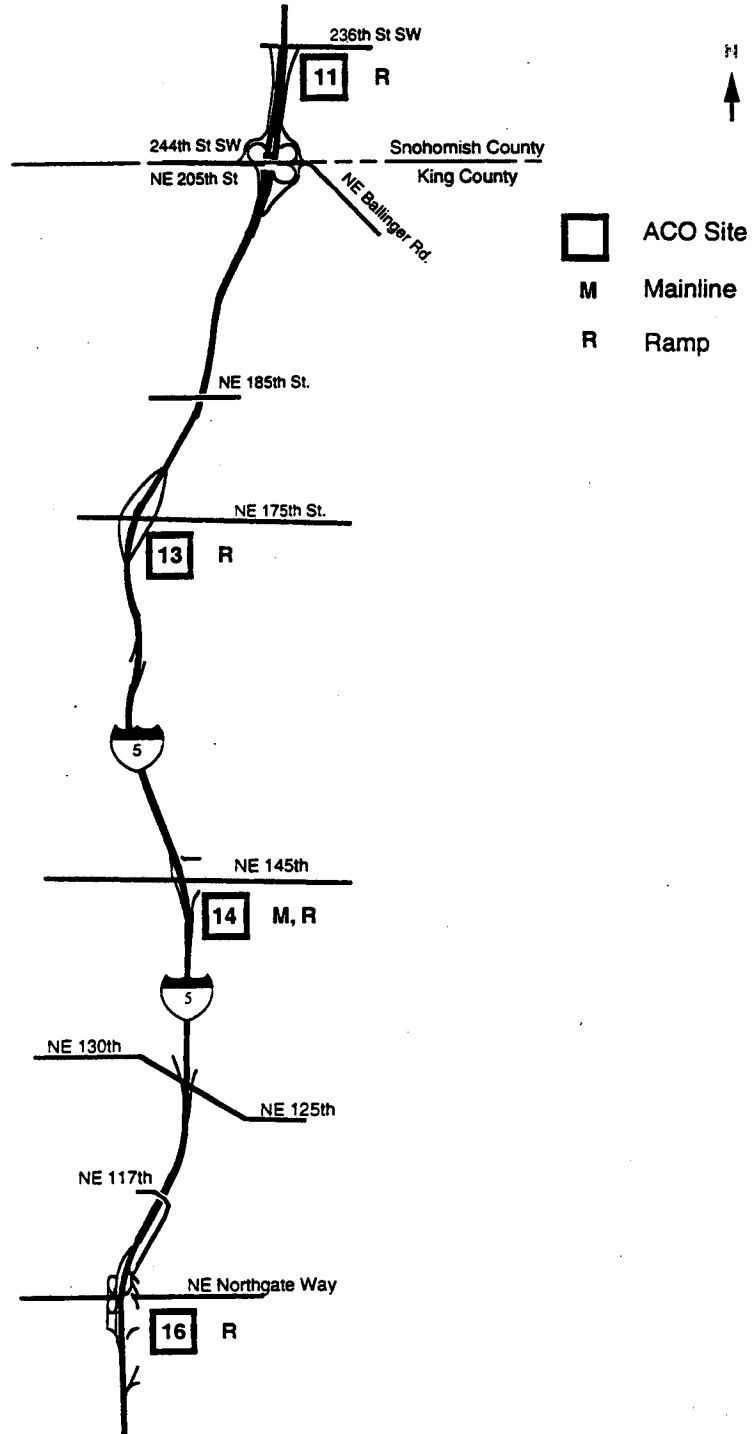 236th St SW
N
11 R
244th St SW
Snohomish County
NE 205th St
King County
NE Ballinger Rd.
ACO Site
M Mainline
R Ramp
NE 185th St.
NE 175th St.
13 R
5
NE 145th
14 M, R
5
NE 130th
NE 125th
NE 117th
NE Northgate Way
16 R